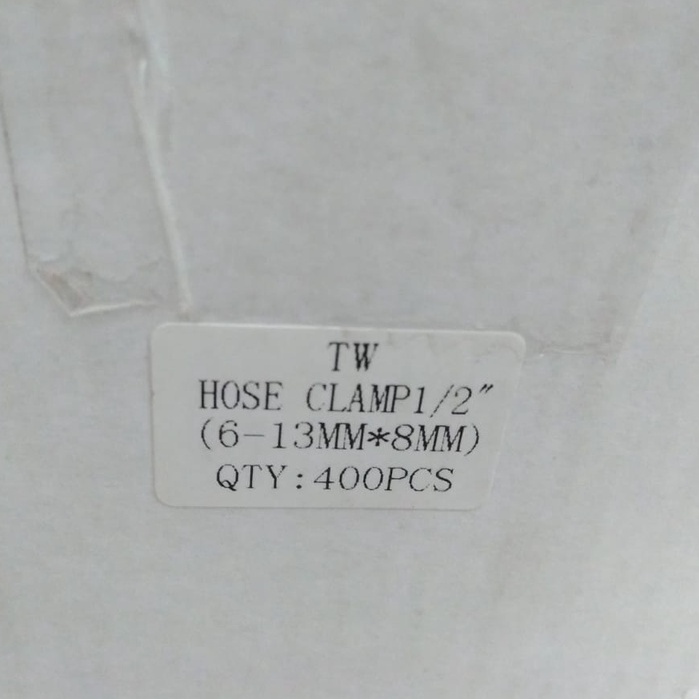 TW
HOSE CLAMP1/2"
(6-13MM*8MM)
QTY:400PCS